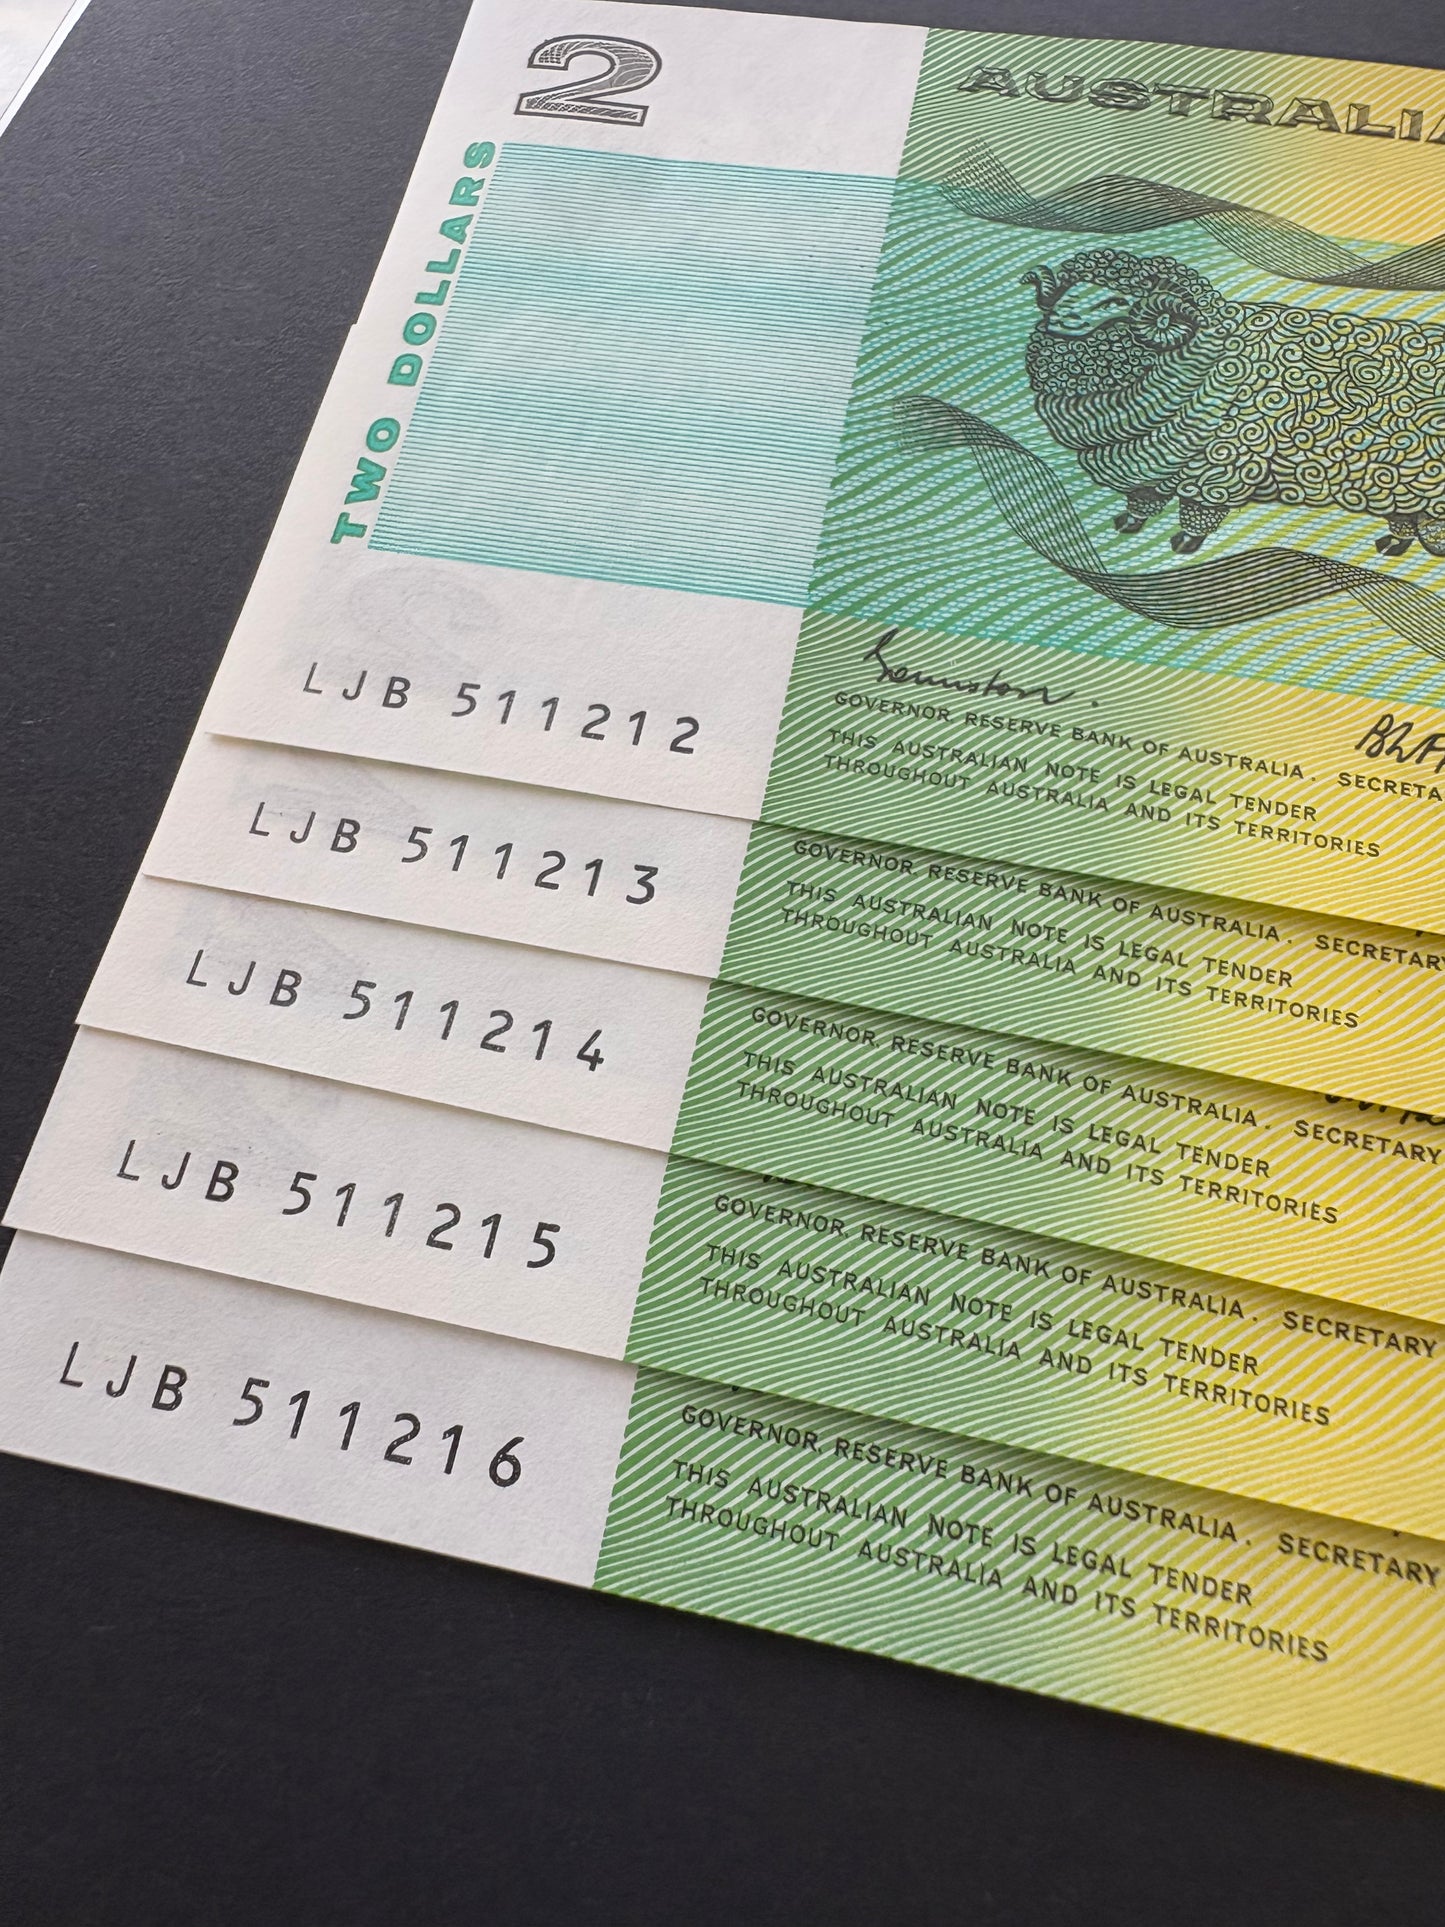 2
AUSTRALIA
TWO DOLLARS
LJB 511212
GOVERNOR, RESERVE BANK OF AUSTRALIA. SECRETA
THIS AUSTRALIAN NOTE IS LEGAL TENDER
THROUGHOUT AUSTRALIA AND ITS TERRITORIES
LJB 511213
GOVERNOR, RESERVE BANK OF AUSTRALIA. SECRETARY
THIS AUSTRALIAN NOTE IS LEGAL TENDER
THROUGHOUT AUSTRALIA AND ITS TERRITORIES
LJB 511214
GOVERNOR, RESERVE BANK OF AUSTRALIA. SECRETARY
THIS AUSTRALIAN NOTE IS LEGAL TENDER
THROUGHOUT AUSTRALIA AND ITS TERRITORIES
LJB 511215
GOVERNOR, RESERVE BANK OF AUSTRALIA. SECRETARY
THIS AUSTRALIAN NOTE IS LEGAL TENDER
THROUGHOUT AUSTRALIA AND ITS TERRITORIES
LJB 511216
GOVERNOR, RESERVE BANK OF AUSTRALIA. SECRETARY
THIS AUSTRALIAN NOTE IS LEGAL TENDER
THROUGHOUT AUSTRALIA AND ITS TERRITORIES